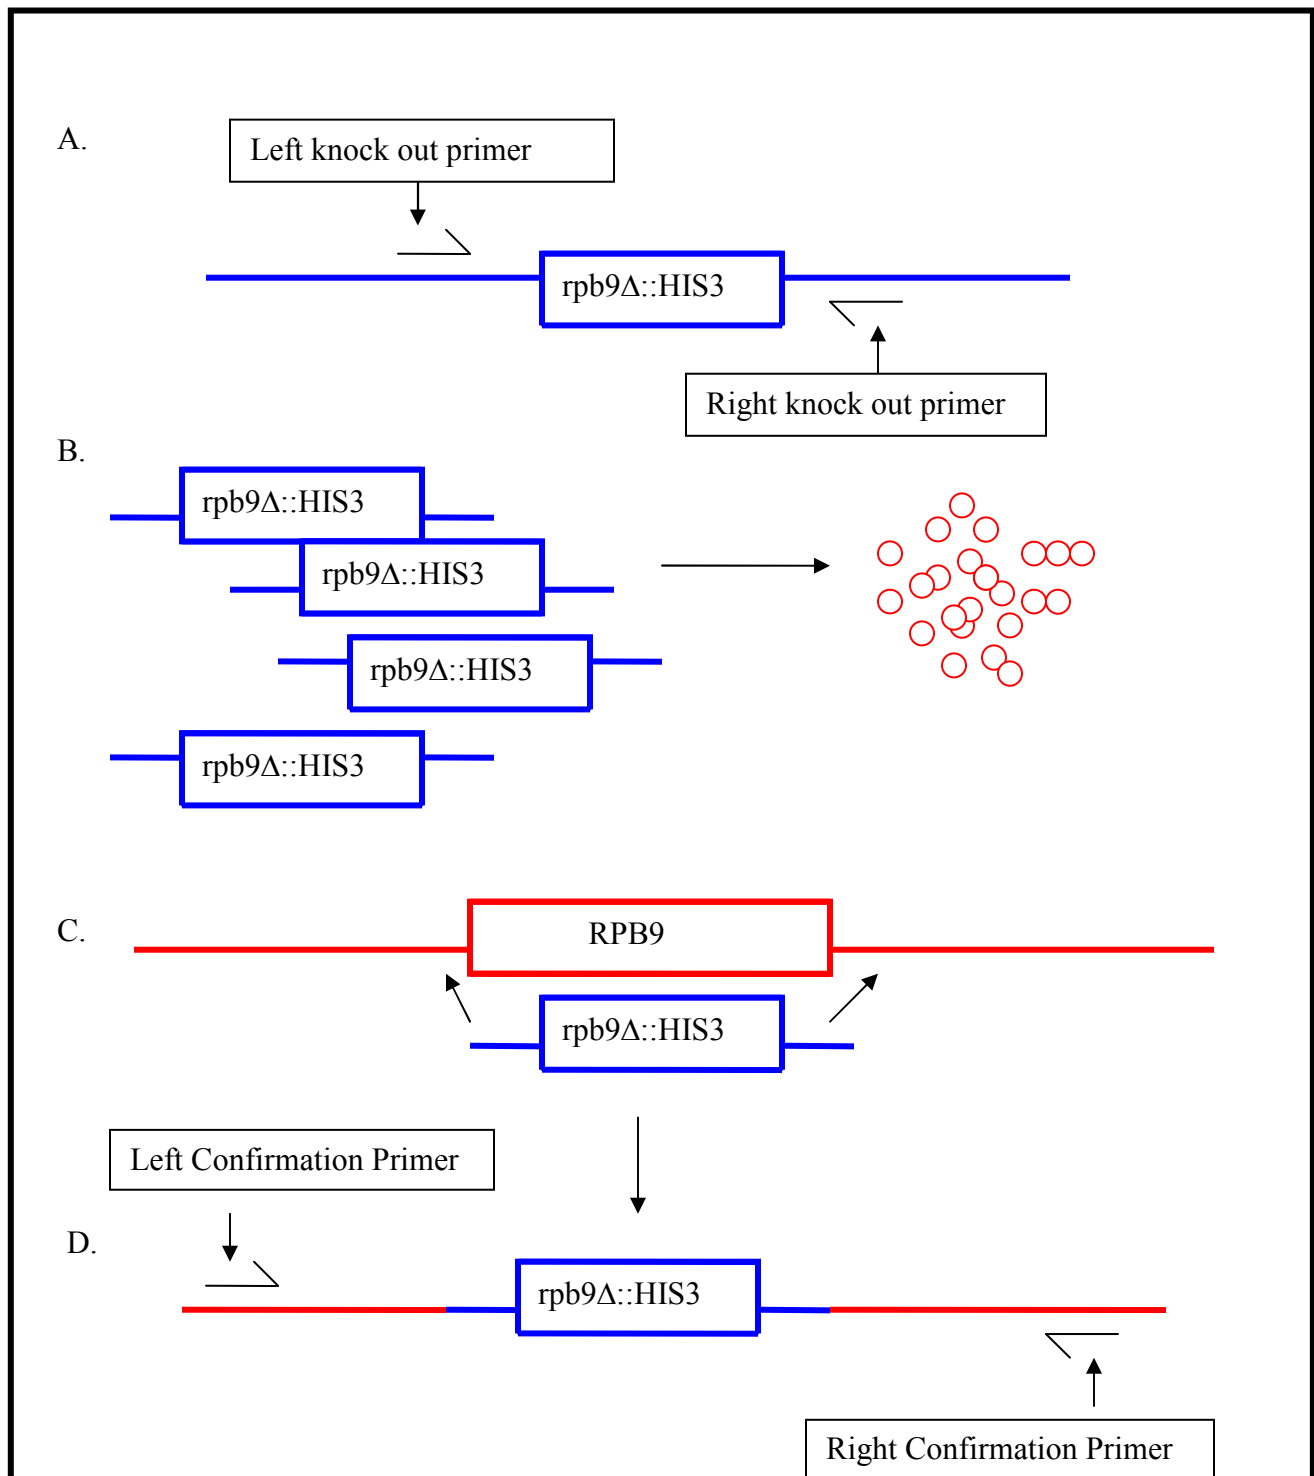 A.
Left knock out primer
rpb9Δ::HIS3
Right knock out primer
B.
rpb9Δ::HIS3
rpb9Δ::HIS3
rpb9Δ::HIS3
rpb9Δ::HIS3
C.
RPB9
rpb9Δ::HIS3
Left Confirmation Primer
D.
rpb9Δ::HIS3
Right Confirmation Primer